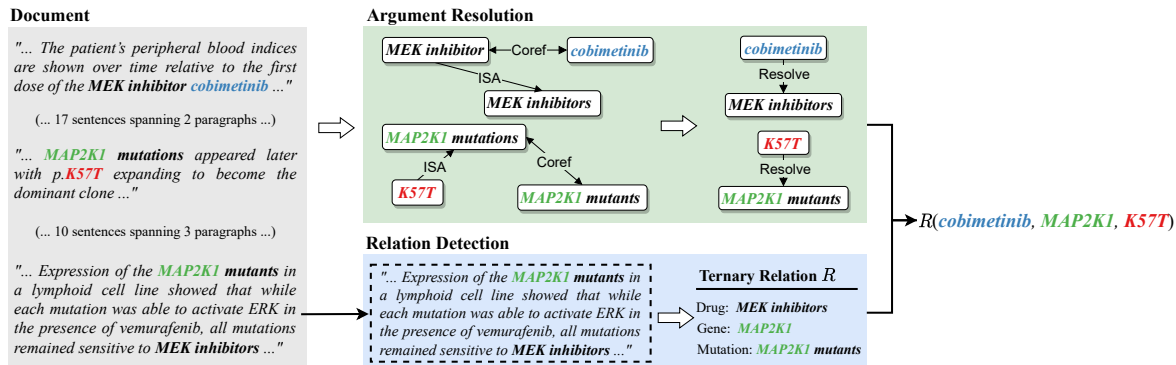 Document
"... The patient's peripheral blood indices
are shown over time relative to the first
dose of the MEK inhibitor cobimetinib ..."
(... 17 sentences spanning 2 paragraphs ...)
"... MAP2K1 mutations appeared later
with p.K57T expanding to become the
dominant clone ..."
(... 10 sentences spanning 3 paragraphs ...)
"... Expression of the MAP2K1 mutants in
a lymphoid cell line showed that while
each mutation was able to activate ERK in
the presence of vemurafenib, all mutations
remained sensitive to MEK inhibitors ..."
Argument Resolution
MEK inhibitor
Coref
cobimetinib
ISA
MEK inhibitors
MAP2K1 mutations
ISA
Coref
K57T
MAP2K1 mutants
cobimetinib
Resolve
MEK inhibitors
K57T
Resolve
MAP2K1 mutants
Relation Detection
"... Expression of the MAP2K1 mutants in
a lymphoid cell line showed that while
each mutation was able to activate ERK in
the presence of vemurafenib, all mutations
remained sensitive to MEK inhibitors ..."
Ternary Relation R
Drug: MEK inhibitors
Gene: MAP2K1
Mutation: MAP2K1 mutants
R(cobimetinib, MAP2K1, K57T)